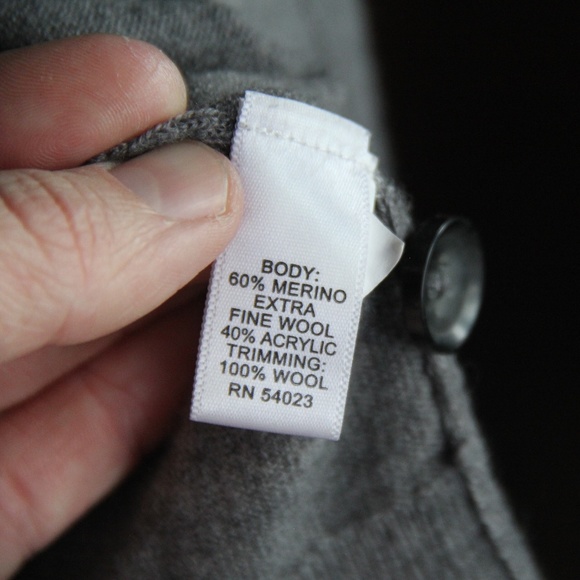 BODY:
60% MERINO
EXTRA
FINE WOOL
40% ACRYLIC
TRIMMING:
100% WOOL
RN 54023